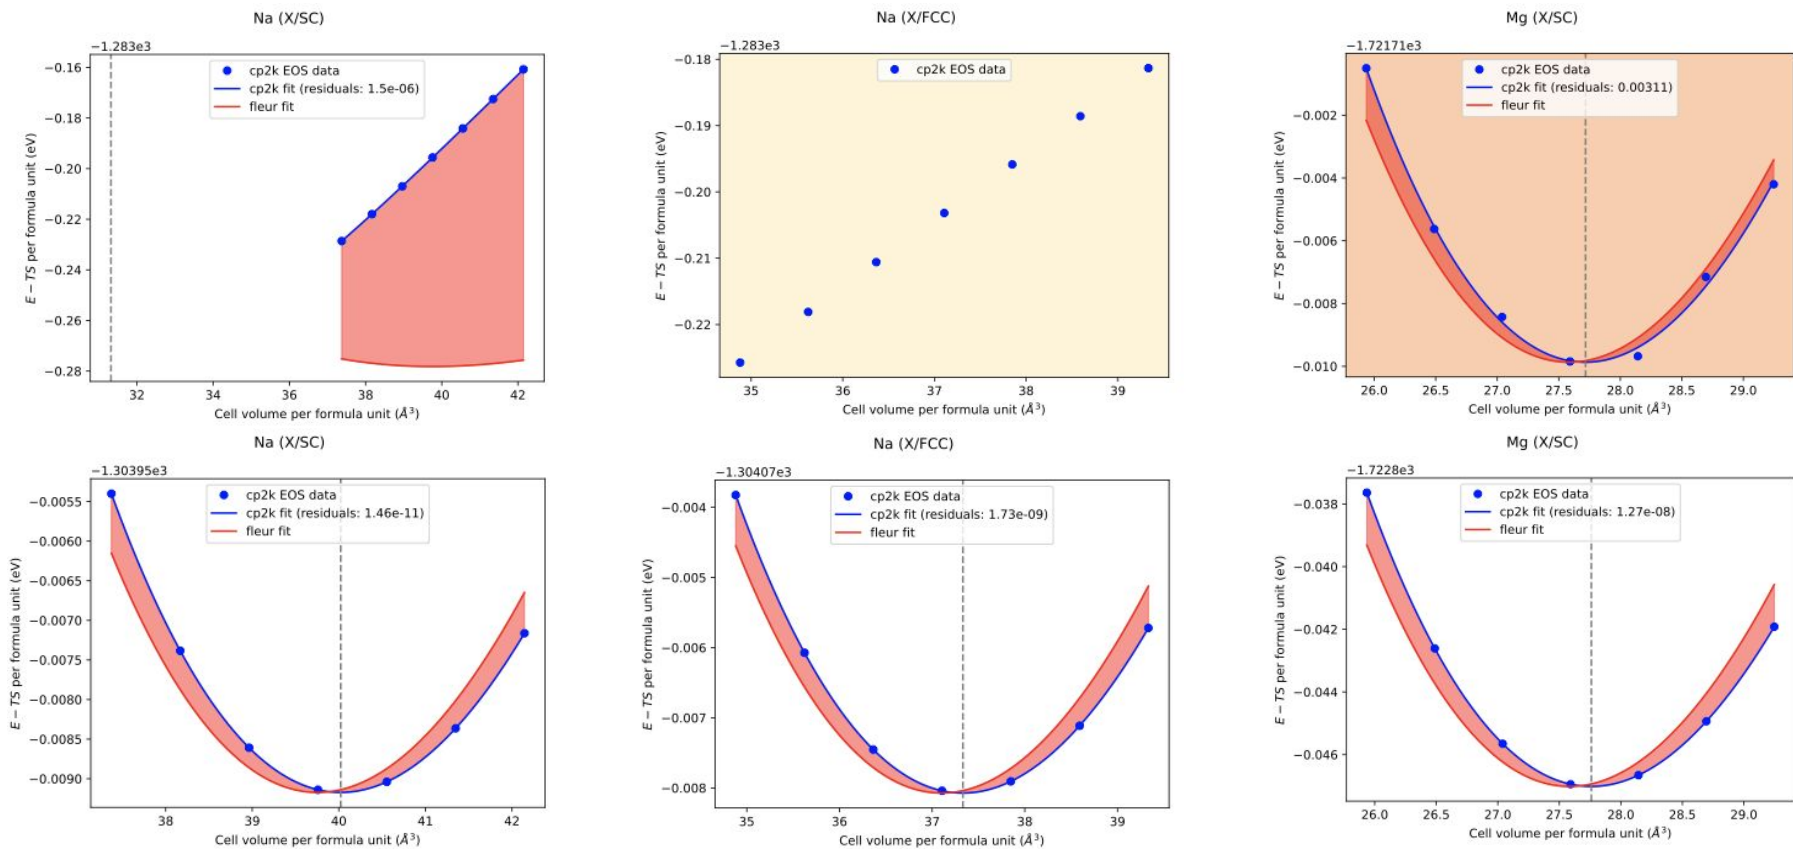 Na (X/SC)
−1.283e3
−0.16
−0.18
−0.20
−0.22
−0.24
−0.26
−0.28
E − TS per formula unit (eV)
cp2k EOS data
cp2k fit (residuals: 1.5e-06)
fleur fit
32 34 36 38 40 42
Cell volume per formula unit (Å³)
Na (X/FCC)
−1.283e3
−0.18
−0.19
−0.20
−0.21
−0.22
E − TS per formula unit (eV)
cp2k EOS data
35 36 37 38 39
Cell volume per formula unit (Å³)
Mg (X/SC)
−1.72171e3
−0.002
−0.004
−0.006
−0.008
−0.010
E − TS per formula unit (eV)
cp2k EOS data
cp2k fit (residuals: 0.00311)
fleur fit
26.0 26.5 27.0 27.5 28.0 28.5 29.0
Cell volume per formula unit (Å³)
Na (X/SC)
−1.30395e3
−0.0055
−0.0060
−0.0065
−0.0070
−0.0075
−0.0080
−0.0085
−0.0090
E − TS per formula unit (eV)
cp2k EOS data
cp2k fit (residuals: 1.46e-11)
fleur fit
38 39 40 41 42
Cell volume per formula unit (Å³)
Na (X/FCC)
−1.30407e3
−0.004
−0.005
−0.006
−0.007
−0.008
E − TS per formula unit (eV)
cp2k EOS data
cp2k fit (residuals: 1.73e-09)
fleur fit
35 36 37 38 39
Cell volume per formula unit (Å³)
Mg (X/SC)
−1.7228e3
−0.038
−0.040
−0.042
−0.044
−0.046
E − TS per formula unit (eV)
cp2k EOS data
cp2k fit (residuals: 1.27e-08)
fleur fit
26.0 26.5 27.0 27.5 28.0 28.5 29.0
Cell volume per formula unit (Å³)